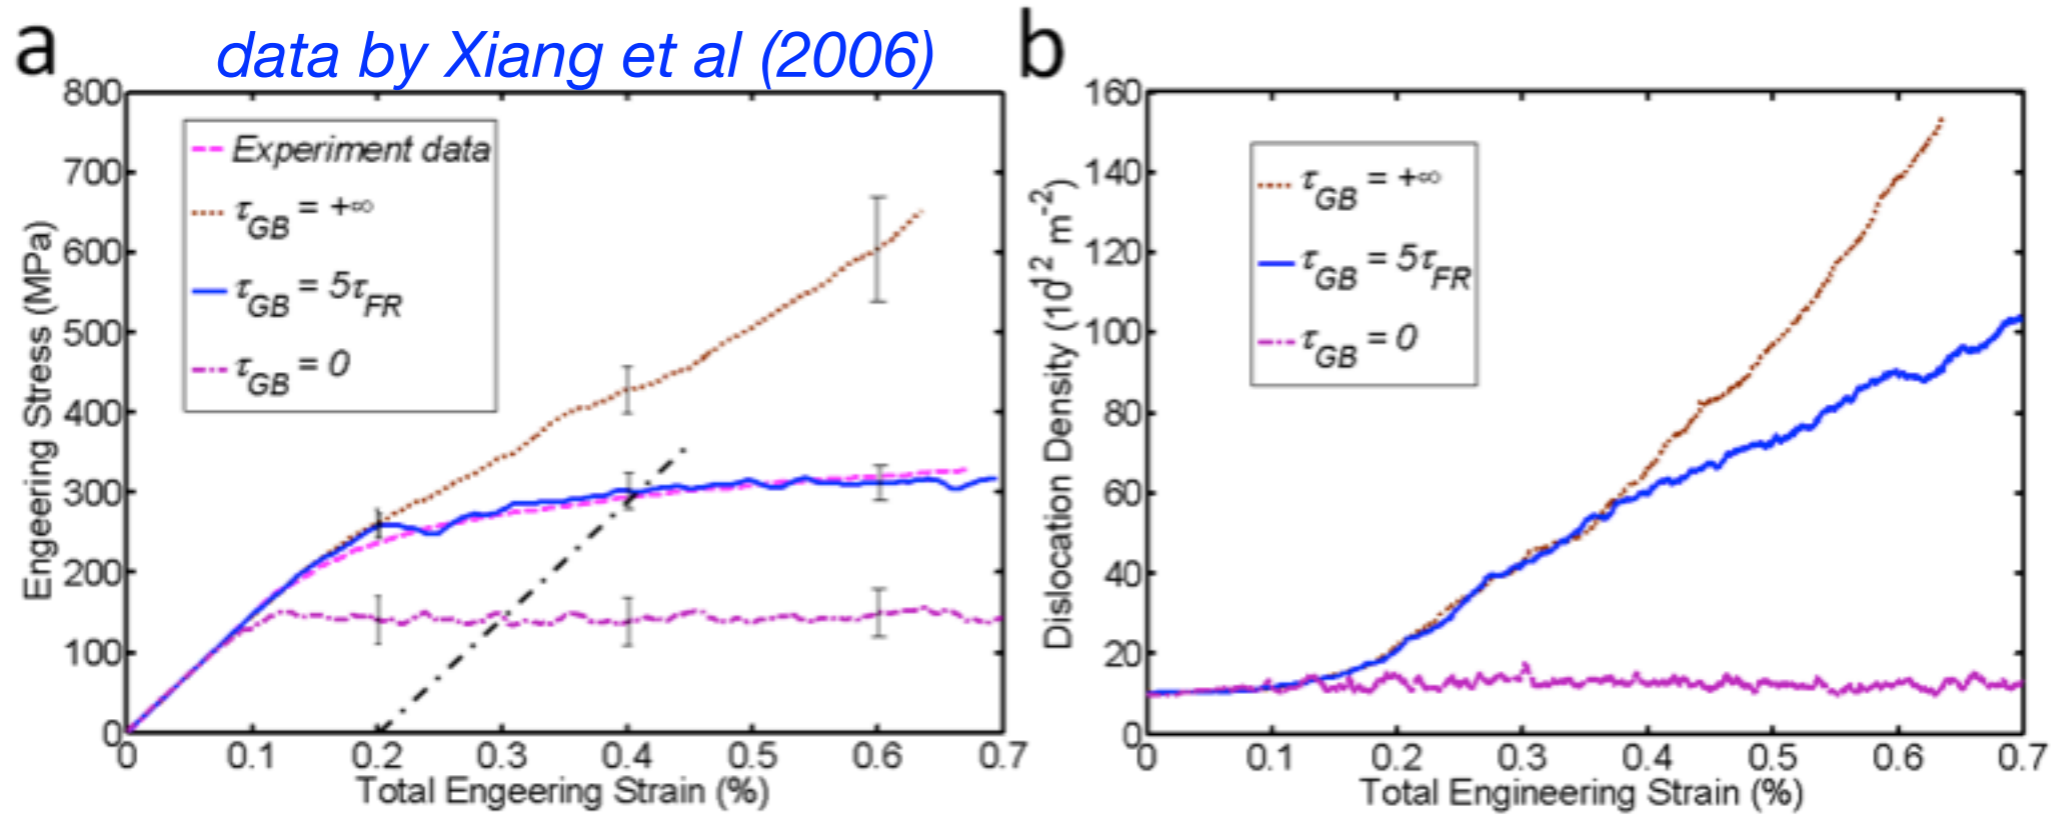 a
data by Xiang et al (2006)
800
700
600
500
400
300
200
100
0
Engeering Stress (MPa)
Experiment data
τGB = +∞
τGB = 5τFR
τGB = 0
0 0.1 0.2 0.3 0.4 0.5 0.6 0.7
Total Engeering Strain (%)
b
160
140
120
100
80
60
40
20
0
Dislocation Density (10^12 m^-2)
τGB = +∞
τGB = 5τFR
τGB = 0
0 0.1 0.2 0.3 0.4 0.5 0.6 0.7
Total Engineering Strain (%)